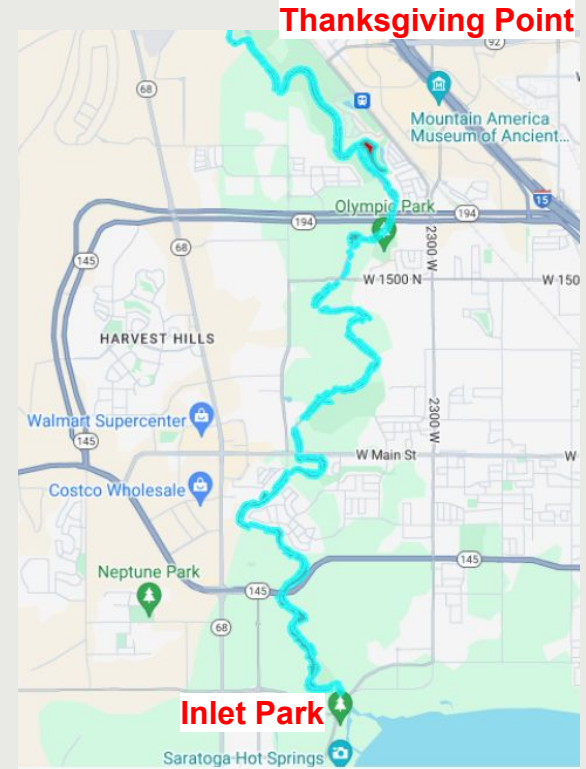 Thanksgiving Point
92
68
Mountain America
Museum of Ancient...
15
Olympic Park
194
194
2300 W
68
145
W 1500 N
W 150
HARVEST HILLS
Walmart Supercenter
2300 W
145
W Main St
W
Costco Wholesale
145
Neptune Park
145
68
Inlet Park
Saratoga Hot Springs